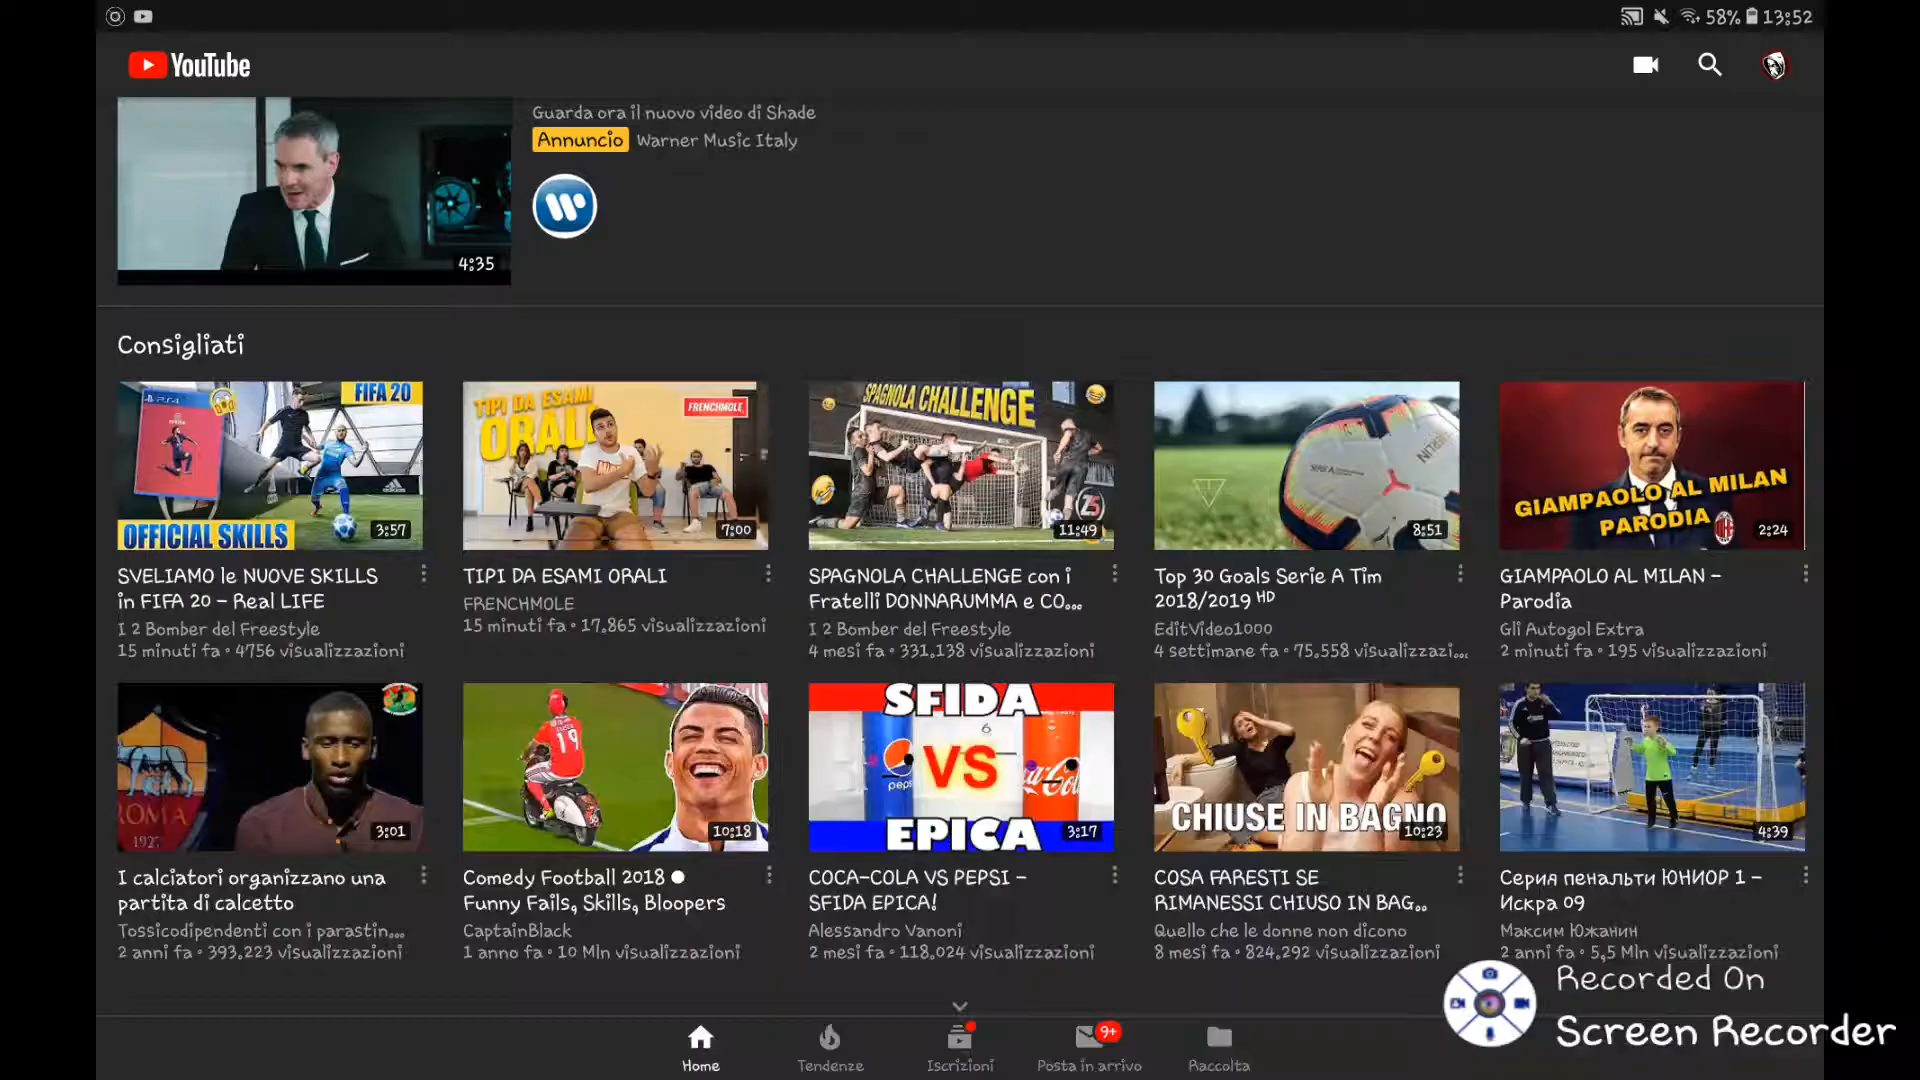 58% 13:52
YouTube
Guarda ora il nuovo video di Shade
Annuncio Warner Music Italy
4:35
Consigliati
PS4
FIFA 20
OFFICIAL SKILLS
3:57
TIPI DA ESAMI
ORALI
FRENCHMOLE
7:00
SPAGNOLA CHALLENGE
11:49
SERIE A
8:51
GIAMPAOLO AL MILAN
PARODIA
2:24
SVELIAMO le NUOVE SKILLS
in FIFA 20 - Real LIFE
I 2 Bomber del Freestyle
15 minuti fa • 4756 visualizzazioni
TIPI DA ESAMI ORALI
FRENCHMOLE
15 minuti fa • 17.865 visualizzazioni
SPAGNOLA CHALLENGE con i
Fratelli DONNARUMMA e CO...
I 2 Bomber del Freestyle
4 mesi fa • 331.138 visualizzazioni
Top 30 Goals Serie A Tim
2018/2019 ᴴᴰ
EditVideo1000
4 settimane fa • 75.558 visualizzazi...
GIAMPAOLO AL MILAN -
Parodia
Gli Autogol Extra
2 minuti fa • 195 visualizzazioni
ROMA
1927
3:01
19
10:18
SFIDA
VS
EPICA
pepsi
Coca
3:17
CHIUSE IN BAGNO
10:23
4:39
I calciatori organizzano una
partita di calcetto
Tossicodipendenti con i parastin...
2 anni fa • 393.223 visualizzazioni
Comedy Football 2018 ●
Funny Fails, Skills, Bloopers
CaptainBlack
1 anno fa • 10 Mln visualizzazioni
COCA-COLA VS PEPSI -
SFIDA EPICA!
Alessandro Vanoni
2 mesi fa • 118.024 visualizzazioni
COSA FARESTI SE
RIMANESSI CHIUSO IN BAG..
Quello che le donne non dicono
8 mesi fa • 824.292 visualizzazioni
Серия пенальти ЮНИОР 1 -
Искра 09
Максим Южанин
2 anni fa • 5,5 Mln visualizzazioni
Recorded On
Screen Recorder
9+
Home
Tendenze
Iscrizioni
Posta in arrivo
Raccolta